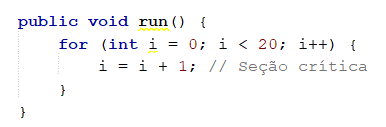 public void run() {
for (int i = 0; i < 20; i++) {
i = i + 1; // Seção crítica
}
}